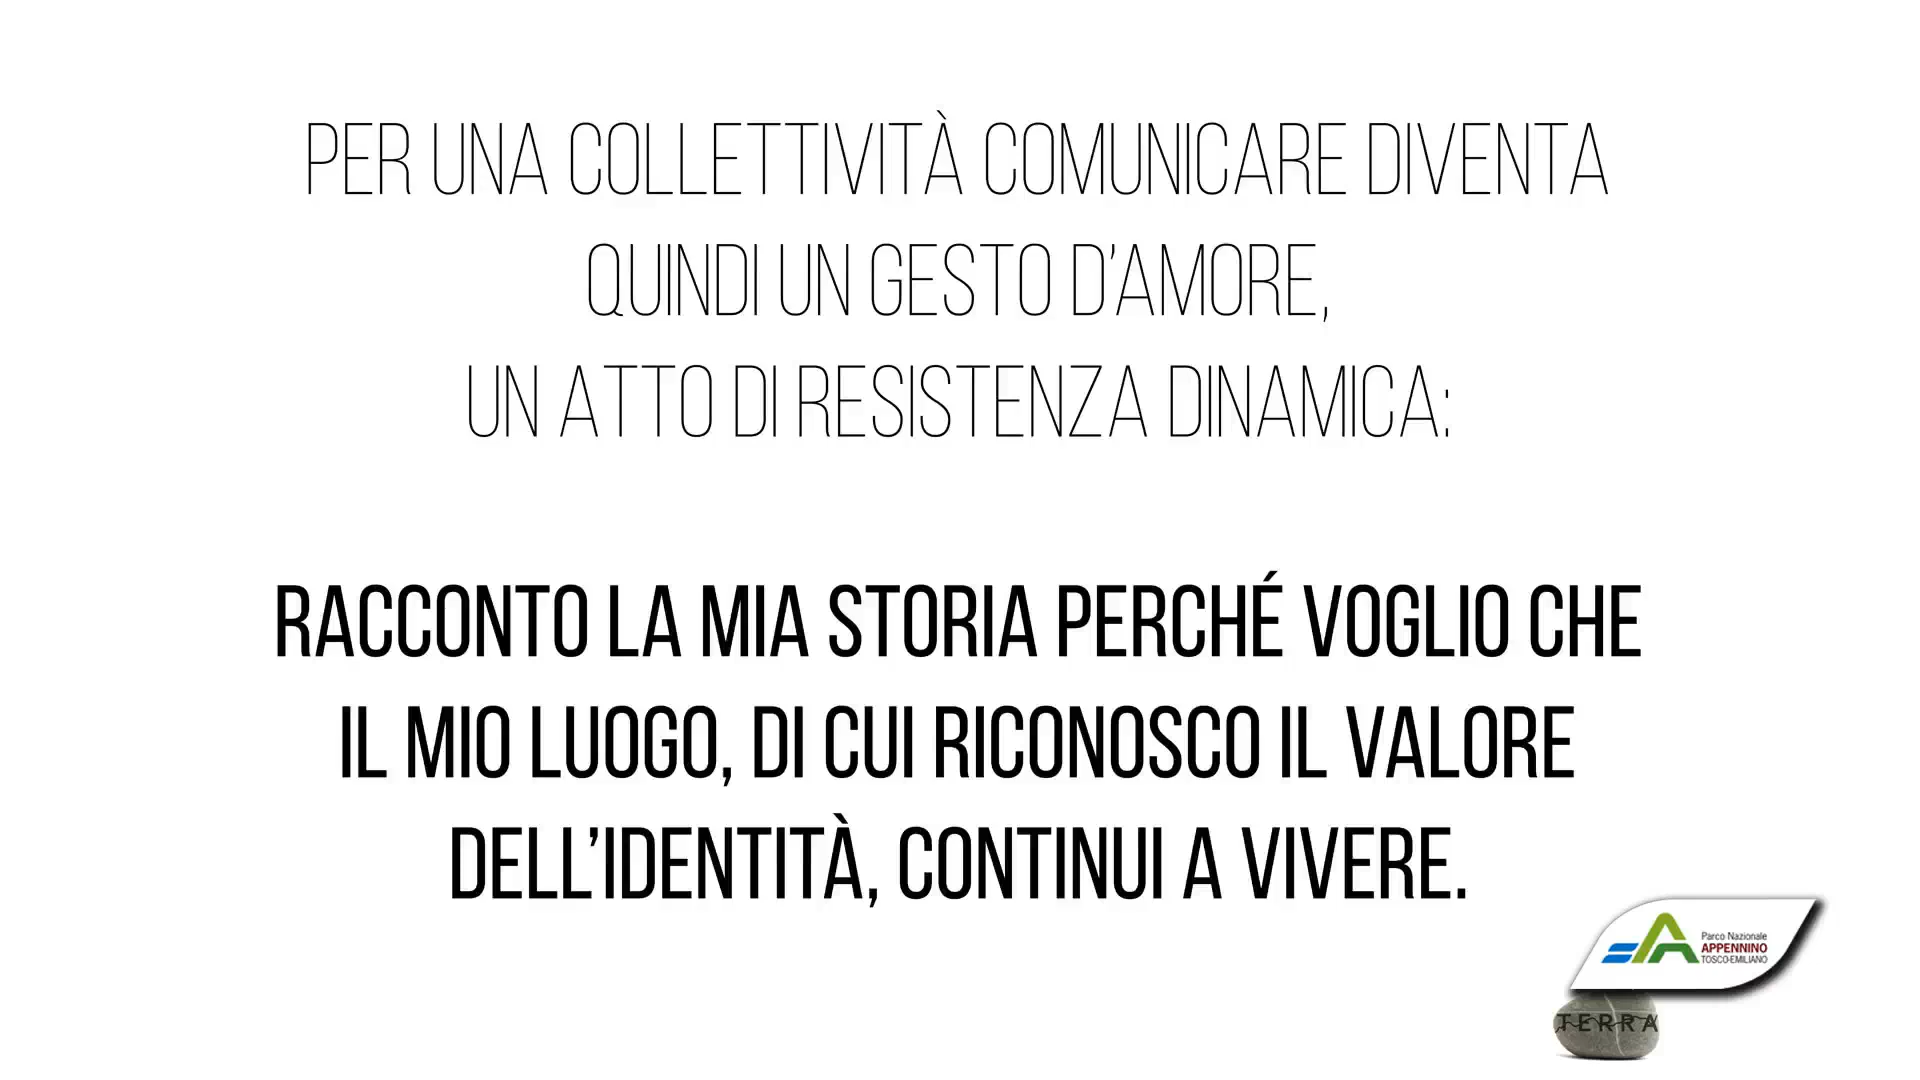 PER UNA COLLETTIVITÀ COMUNICARE DIVENTA
QUINDI UN GESTO D'AMORE,
UN ATTO DI RESISTENZA DINAMICA:
RACCONTO LA MIA STORIA PERCHÉ VOGLIO CHE
IL MIO LUOGO, DI CUI RICONOSCO IL VALORE
DELL'IDENTITÀ, CONTINUI A VIVERE.
Parco Nazionale
APPENNINO
TOSCO-EMILIANO
TERRA